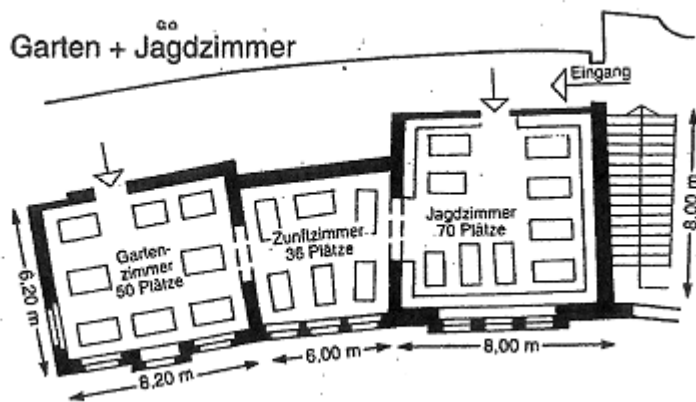 Garten + Jagdzimmer
Eingang
Jagdzimmer
70 Plätze
Zunftzimmer
36 Plätze
Garten-
zimmer
50 Plätze
6,20 m
8,20 m
6,00 m
8,00 m
8,00 m